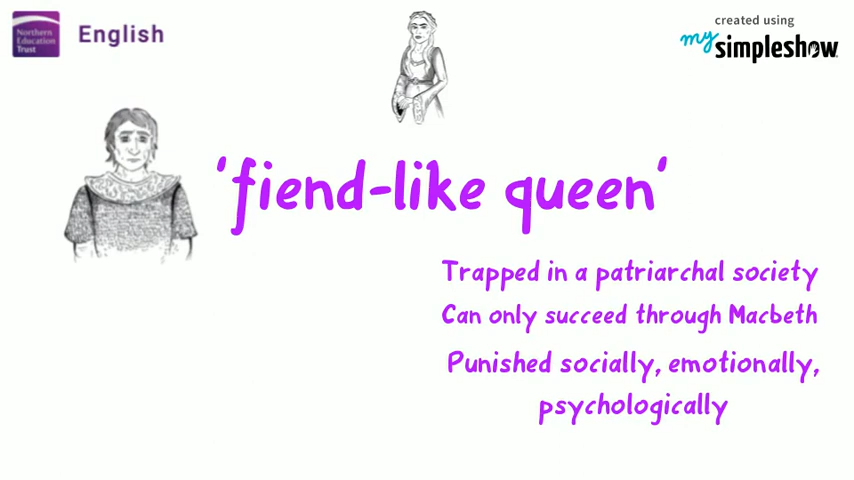 Northern
Education
Trust
English
created using
my
simpleshow
'fiend-like queen'
Trapped in a patriarchal society
Can only succeed through Macbeth
Punished socially, emotionally,
psychologically